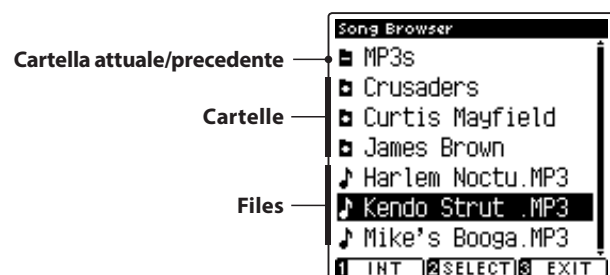 Song Browser
Cartella attuale/precedente
MP3s
Cartelle
Crusaders
Curtis Mayfield
James Brown
Files
Harlem Noctu.MP3
Kendo Strut .MP3
Mike's Booga.MP3
1 INT 2 SELECT 3 EXIT